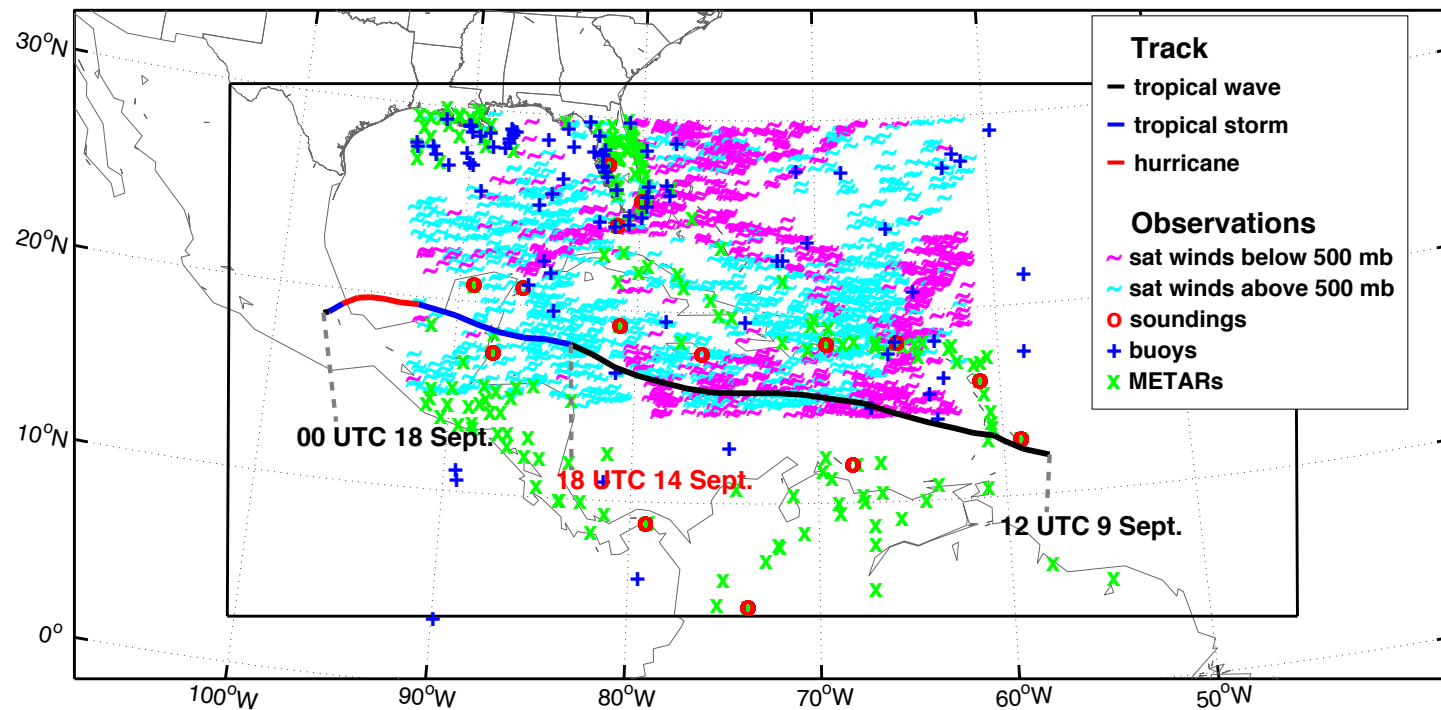 30°N
20°N
10°N
0°
100°W
90°W
80°W
70°W
60°W
50°W
Track
tropical wave
tropical storm
hurricane
Observations
sat winds below 500 mb
sat winds above 500 mb
soundings
buoys
METARs
00 UTC 18 Sept.
18 UTC 14 Sept.
12 UTC 9 Sept.